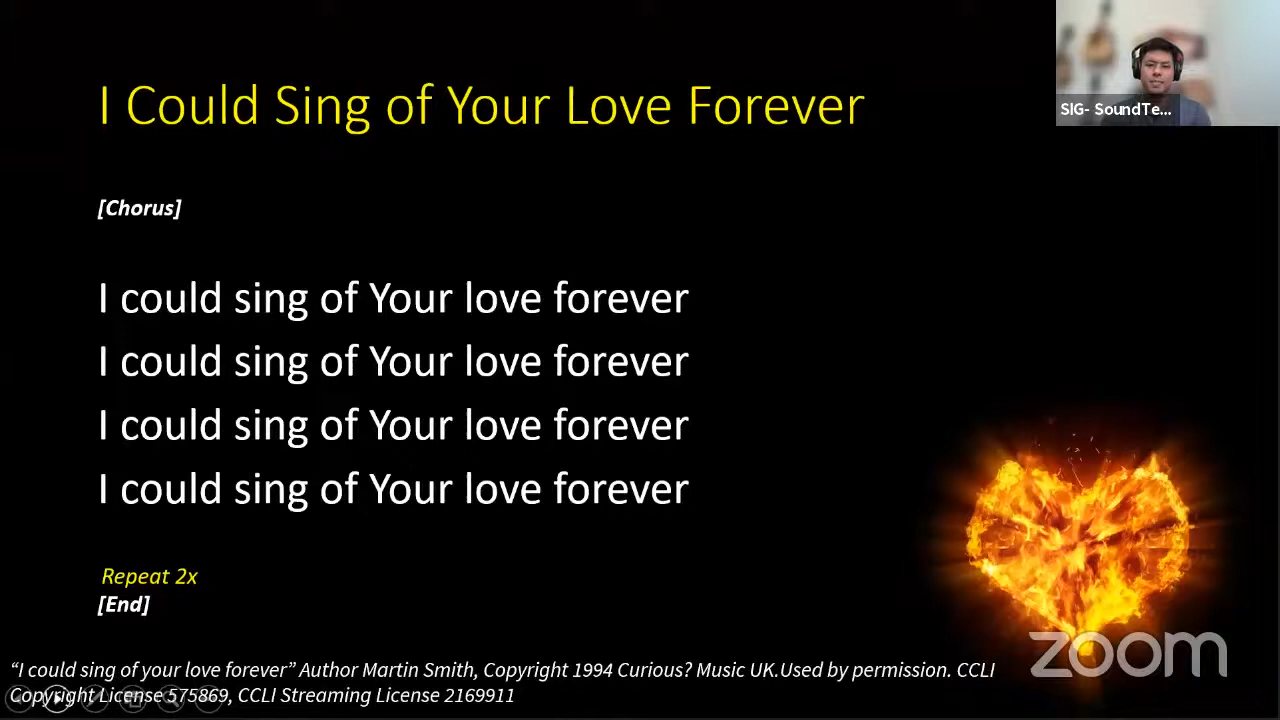 SIG- SoundTe...
I Could Sing of Your Love Forever
[Chorus]
I could sing of Your love forever
I could sing of Your love forever
I could sing of Your love forever
I could sing of Your love forever
Repeat 2x
[End]
zoom
“I could sing of your love forever” Author Martin Smith, Copyright 1994 Curious? Music UK.Used by permission. CCLI
Copyright License 575869, CCLI Streaming License 2169911